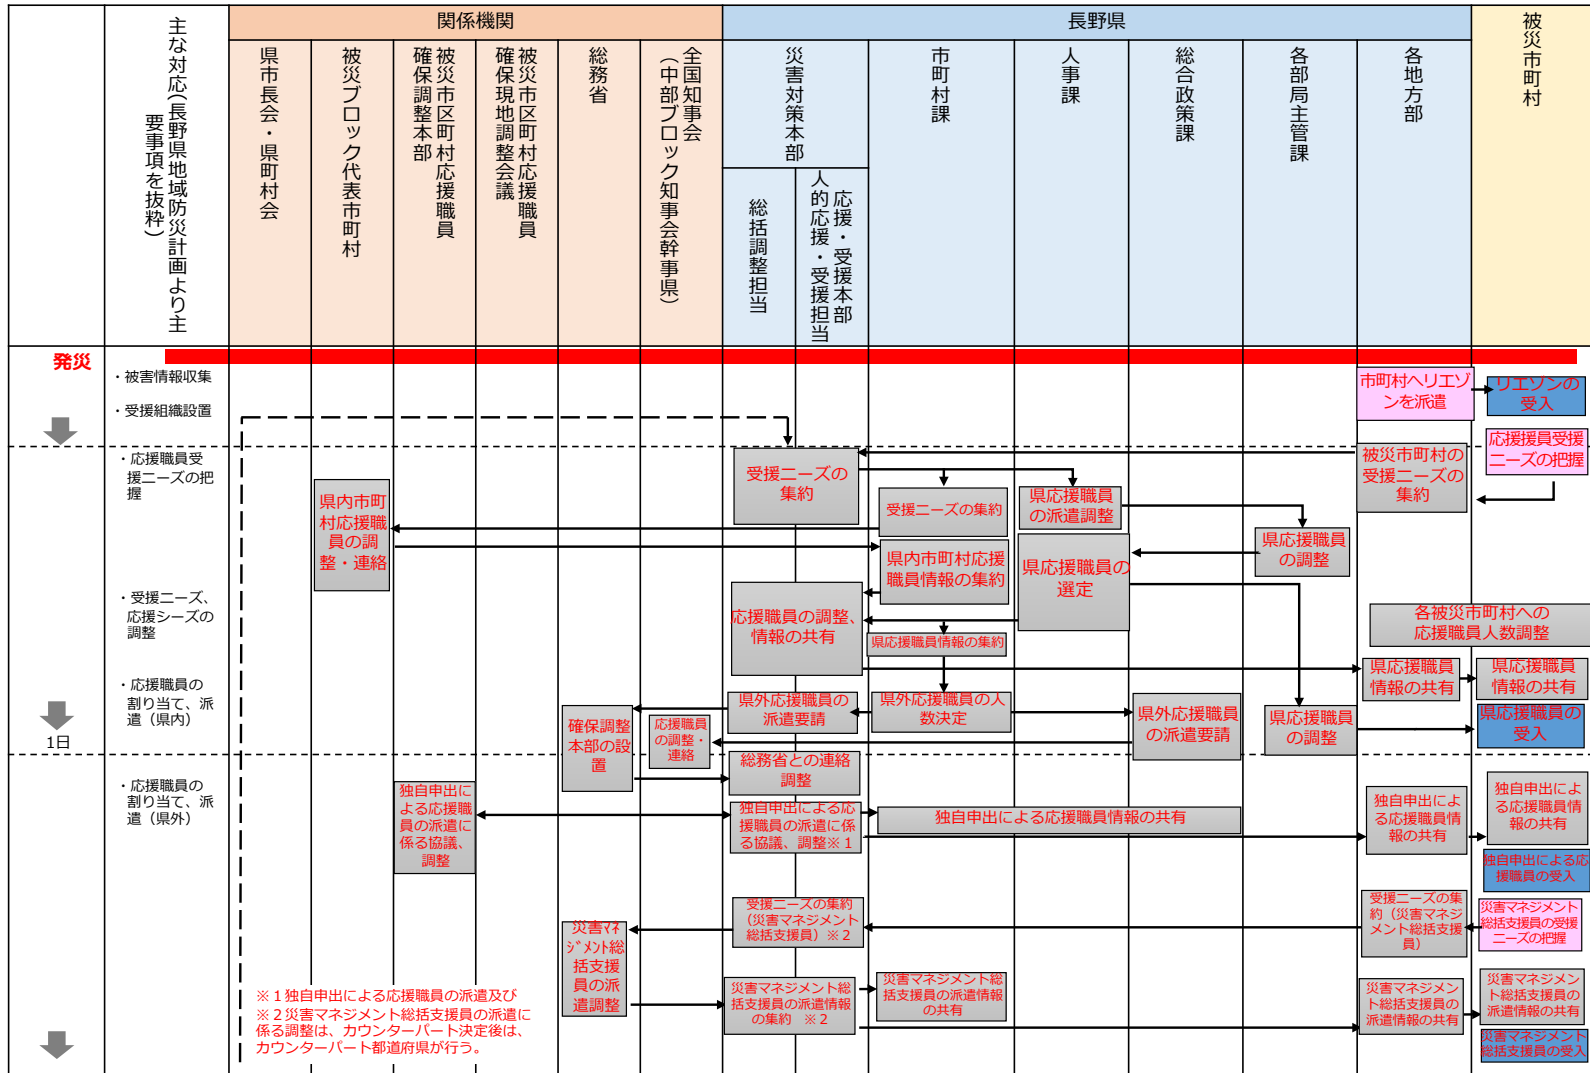 主な対応(長野県地域防災計画より主
要事項を抜粋)
関係機関
長野県
被災市町村
県市長会・県町村会
被災ブロック代表市町村
被災市区町村応援職員
確保調整本部
被災市区町村応援職員
確保現地調整会議
総務省
全国知事会
(中部ブロック知事会幹事県)
災害対策本部
総括調整担当
応援・受援本部
人的応援・受援担当
市町村課
人事課
総合政策課
各部局主管課
各地方部
発災
・被害情報収集
・受援組織設置
市町村へリエゾ
ンを派遣
リエゾンの
受入
・応援職員受
援ニーズの把
握
受援ニーズの
集約
被災市町村の
受援ニーズの
集約
応援援員受援
ニーズの把握
県内市町
村応援職
員の調
整・連絡
受援ニーズの集約
県応援職員
の派遣調整
県応援職員
の調整
県内市町村応援
職員情報の集約
県応援職員の
選定
・受援ニーズ、
応援シーズの
調整
応援職員の調整、
情報の共有
県応援職員情報の集約
各被災市町村への
応援職員人数調整
県応援職員
情報の共有
県応援職員
情報の共有
・応援職員の
割り当て、派
遣（県内）
1日
確保調整
本部の設
置
応援職員
の調整・
連絡
県外応援職員の
派遣要請
県外応援職員の人
数決定
県外応援職員
の派遣要請
県応援職員
の調整
県応援職員の
受入
総務省との連絡
調整
・応援職員の
割り当て、派
遣（県外）
独自申出に
よる応援職
員の派遣に
係る協議、
調整
独自申出による応
援職員の派遣に係
る協議、調整※１
独自申出による応援職員情報の共有
独自申出によ
る応援職員情
報の共有
独自申出によ
る応援職員情
報の共有
独自申出による応
援職員の受入
災害マネ
ジメント総
括支援員
の派
遣調整
受援ニーズの集約
（災害マネジメント
総括支援員）※２
受援ニーズの集
約（災害マネジ
メント総括支援
員）
災害マネジメント
総括支援員の受援
ニーズの把握
災害マネジメント総
括支援員の派遣情報
の集約　※２
災害マネジメント総
括支援員の派遣情報
の共有
災害マネジメン
ト総括支援員の
派遣情報の共有
災害マネジメン
ト総括支援員の
派遣情報の共有
災害マネジメント
総括支援員の受入
※１独自申出による応援職員の派遣及び
※２災害マネジメント総括支援員の派遣に
係る調整は、カウンターパート決定後は、
カウンターパート都道府県が行う。